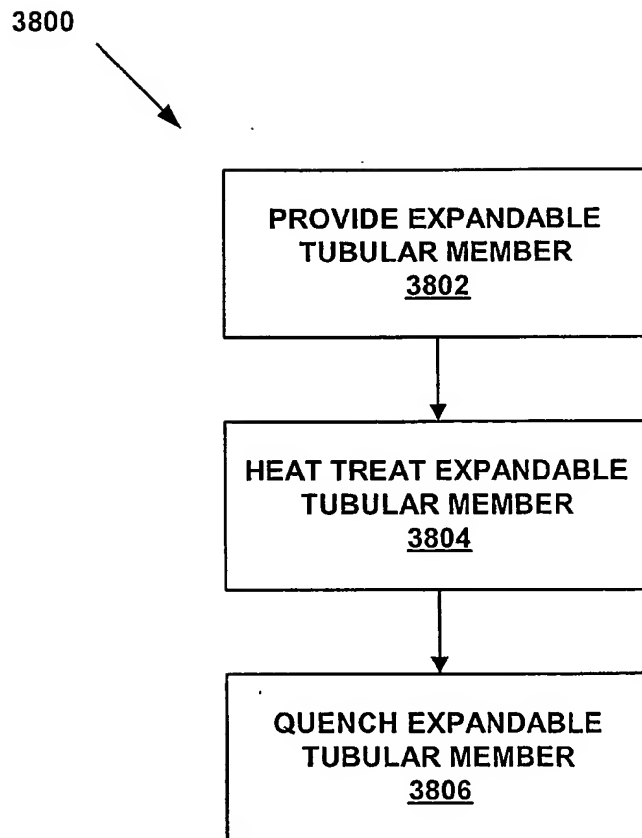 3800
PROVIDE EXPANDABLE
TUBULAR MEMBER
3802
HEAT TREAT EXPANDABLE
TUBULAR MEMBER
3804
QUENCH EXPANDABLE
TUBULAR MEMBER
3806